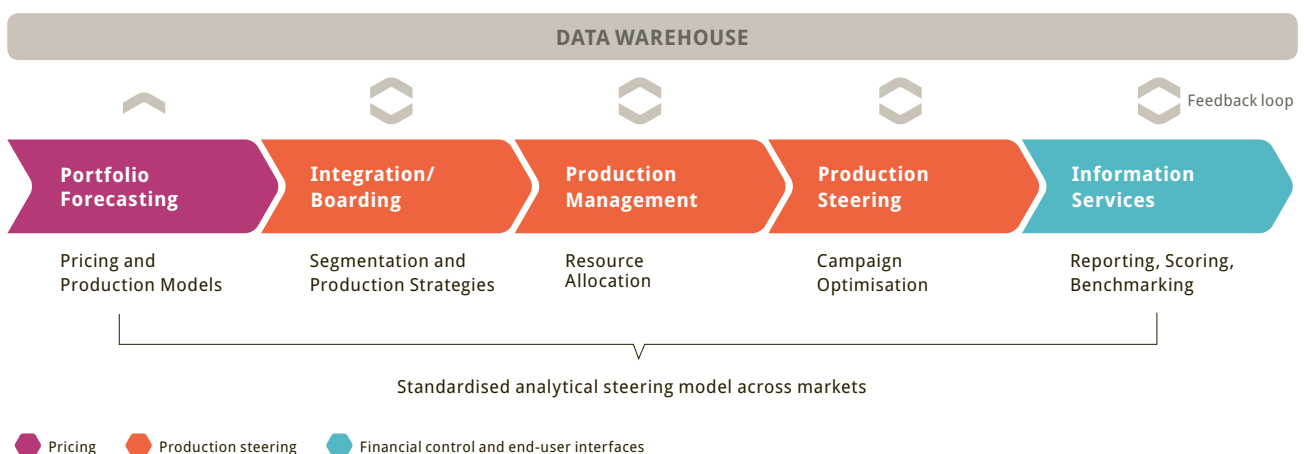 DATA WAREHOUSE
Feedback loop
Portfolio
Forecasting
Integration/
Boarding
Production
Management
Production
Steering
Information
Services
Pricing and
Production Models
Segmentation and
Production Strategies
Resource
Allocation
Campaign
Optimisation
Reporting, Scoring,
Benchmarking
Standardised analytical steering model across markets
Pricing
Production steering
Financial control and end-user interfaces